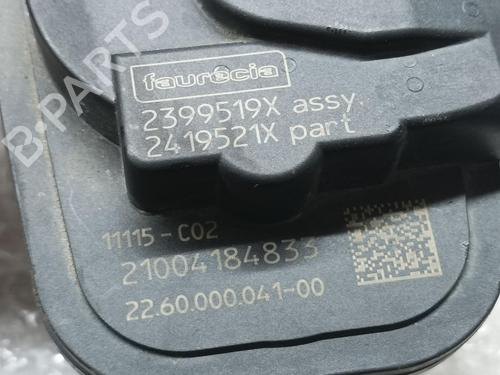 faurecia
2399519X assy.
2419521X part
11115-C02
21004184833
22.60.000.041-00
B-PARTS